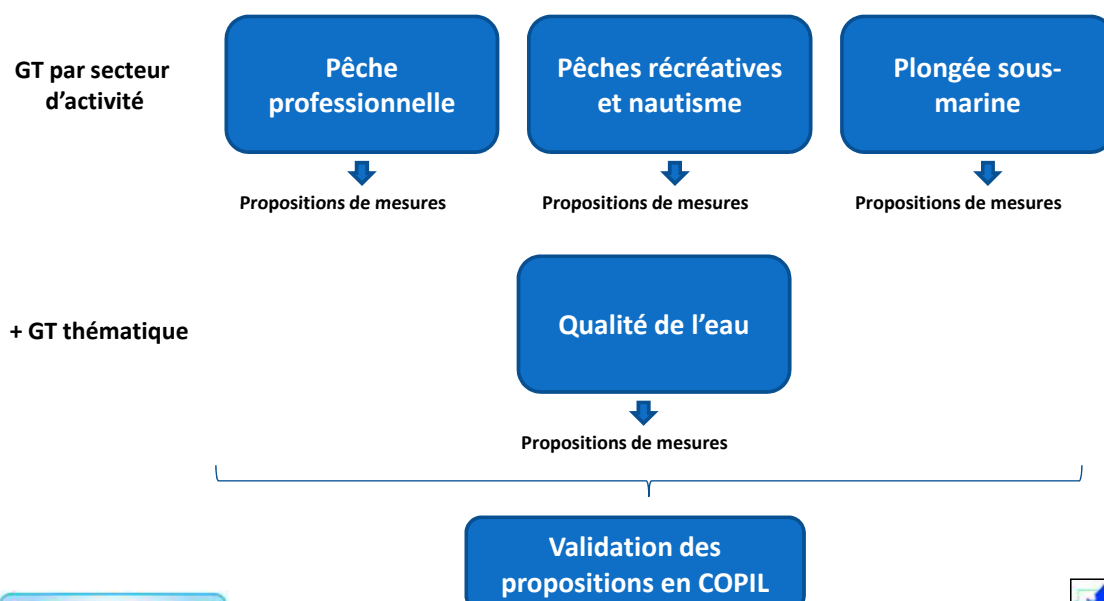 GT par secteur
d’activité
Pêche
professionnelle
Pêches récréatives
et nautisme
Plongée sous-
marine
Propositions de mesures
Propositions de mesures
Propositions de mesures
+ GT thématique
Qualité de l’eau
Propositions de mesures
Validation des
propositions en COPIL